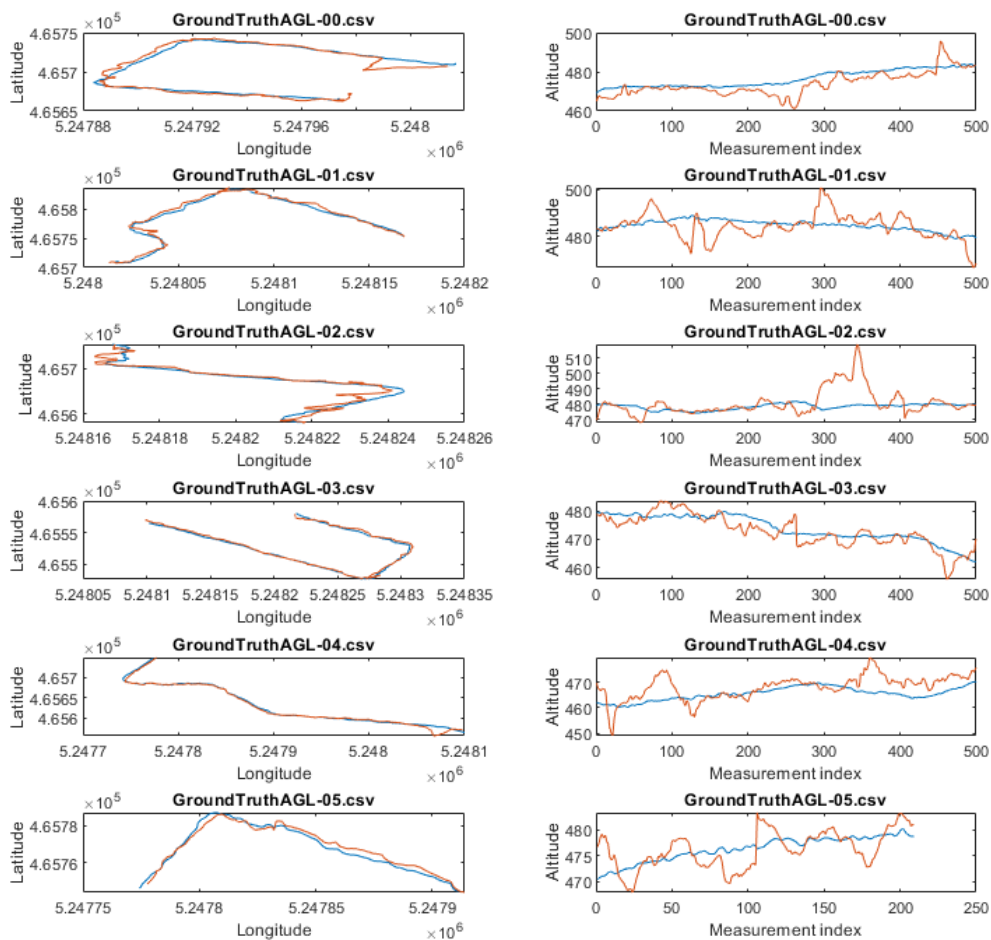 GroundTruthAGL-00.csv
× 10^5
4.6575
4.657
4.6565
Latitude
5.24788 5.24792 5.24796 5.248
Longitude
× 10^6
GroundTruthAGL-00.csv
500
480
460
Altitude
0 100 200 300 400 500
Measurement index
GroundTruthAGL-01.csv
× 10^5
4.658
4.6575
4.657
Latitude
5.248 5.24805 5.2481 5.24815 5.2482
Longitude
× 10^6
GroundTruthAGL-01.csv
500
480
Altitude
0 100 200 300 400 500
Measurement index
GroundTruthAGL-02.csv
× 10^5
4.657
4.656
Latitude
5.24816 5.24818 5.2482 5.24822 5.24824 5.24826
Longitude
× 10^6
GroundTruthAGL-02.csv
510
500
490
480
470
Altitude
0 100 200 300 400 500
Measurement index
GroundTruthAGL-03.csv
× 10^5
4.656
4.6555
4.655
Latitude
5.24805 5.2481 5.24815 5.2482 5.24825 5.2483 5.24835
Longitude
× 10^6
GroundTruthAGL-03.csv
480
470
460
Altitude
0 100 200 300 400 500
Measurement index
GroundTruthAGL-04.csv
× 10^5
4.657
4.6565
4.656
Latitude
5.2477 5.2478 5.2479 5.248 5.2481
Longitude
× 10^6
GroundTruthAGL-04.csv
470
460
450
Altitude
0 100 200 300 400 500
Measurement index
GroundTruthAGL-05.csv
× 10^5
4.6578
4.6576
Latitude
5.24775 5.2478 5.24785 5.2479
Longitude
× 10^6
GroundTruthAGL-05.csv
480
475
470
Altitude
0 50 100 150 200 250
Measurement index